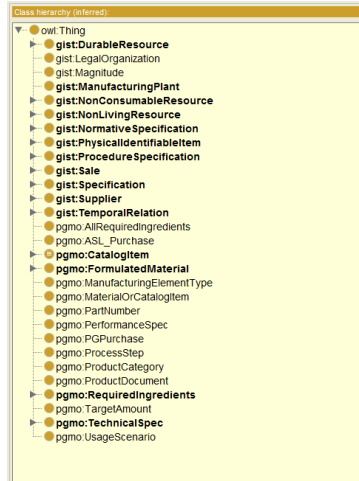 Class hierarchy (inferred):
owl:Thing
gist:DurableResource
gist:LegalOrganization
gist:Magnitude
gist:ManufacturingPlant
gist:NonConsumableResource
gist:NonLivingResource
gist:NormativeSpecification
gist:PhysicalIdentifiableItem
gist:ProcedureSpecification
gist:Sale
gist:Specification
gist:Supplier
gist:TemporalRelation
pgmo:AllRequiredIngredients
pgmo:ASL_Purchase
pgmo:CatalogItem
pgmo:FormulatedMaterial
pgmo:ManufacturingElementType
pgmo:MaterialOrCatalogItem
pgmo:PartNumber
pgmo:PerformanceSpec
pgmo:PGPurchase
pgmo:ProcessStep
pgmo:ProductCategory
pgmo:ProductDocument
pgmo:RequiredIngredients
pgmo:TargetAmount
pgmo:TechnicalSpec
pgmo:UsageScenario